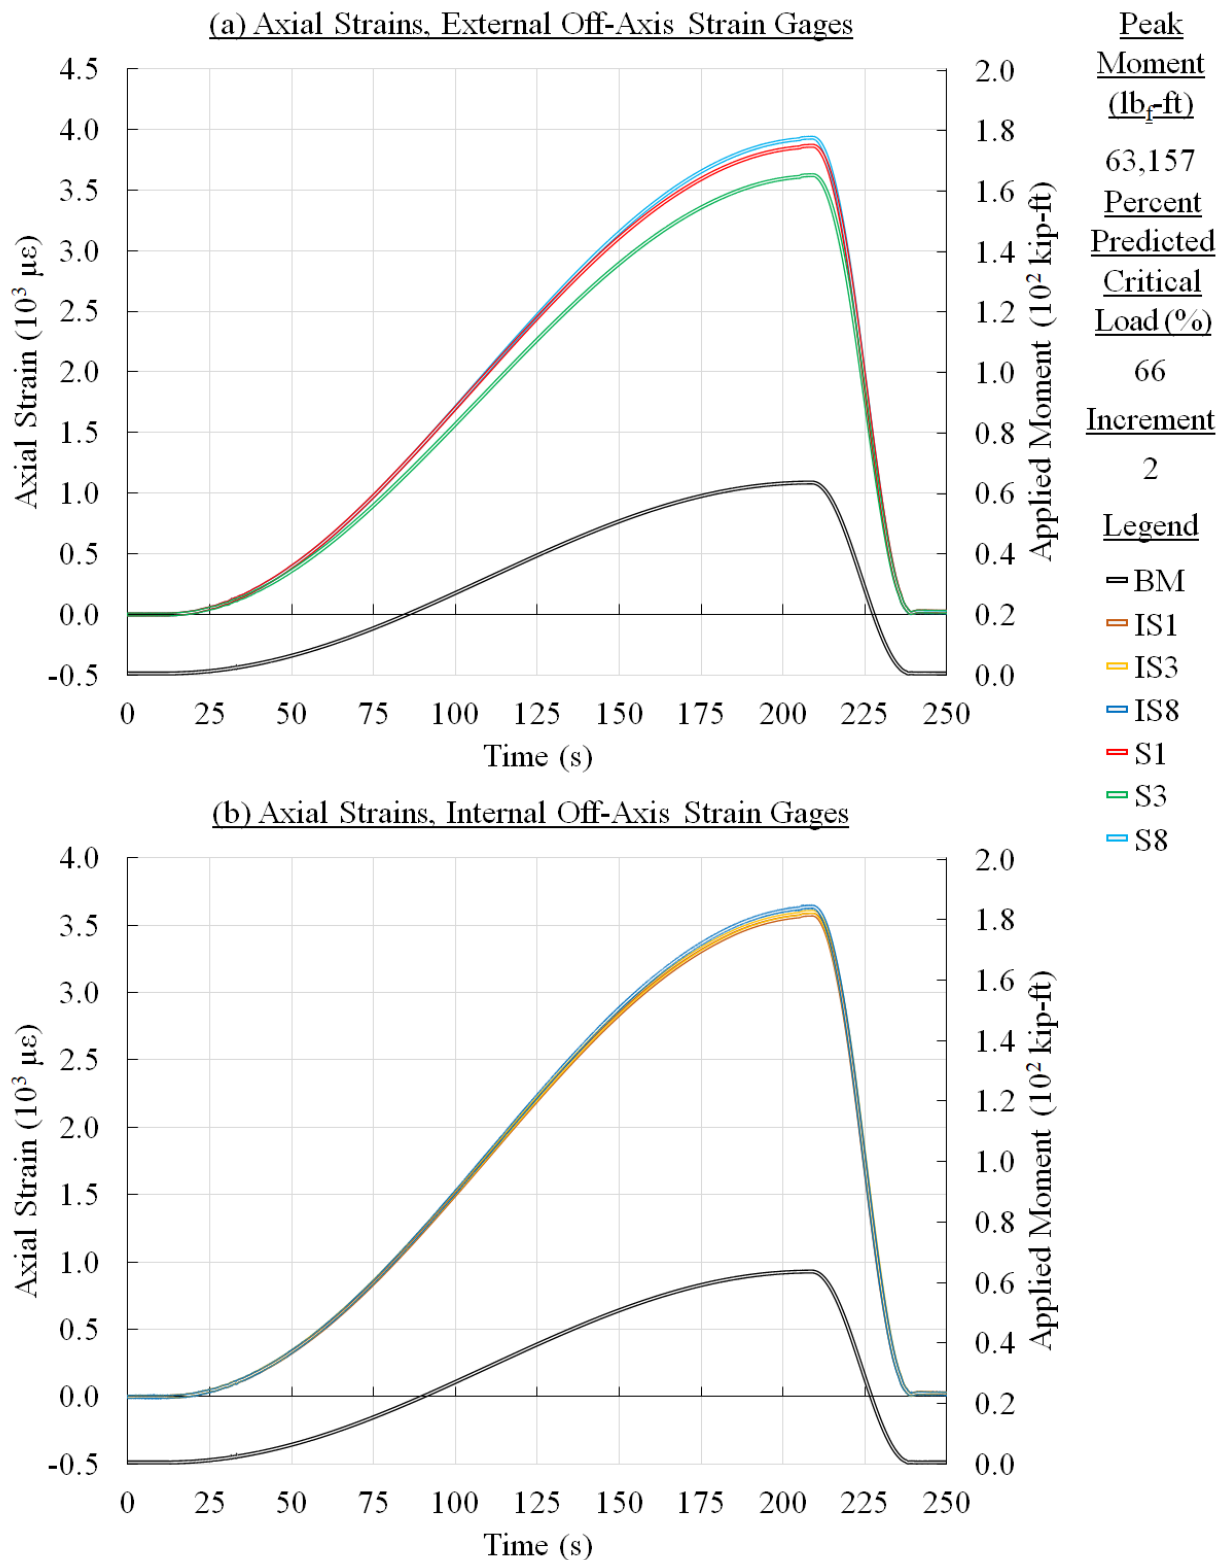 (a) Axial Strains, External Off-Axis Strain Gages
4.5
4.0
3.5
3.0
2.5
2.0
1.5
1.0
0.5
0.0
-0.5
Axial Strain (10³ με)
2.0
1.8
1.6
1.4
1.2
1.0
0.8
0.6
0.4
0.2
0.0
Applied Moment (10² kip-ft)
0 25 50 75 100 125 150 175 200 225 250
Time (s)
(b) Axial Strains, Internal Off-Axis Strain Gages
4.0
3.5
3.0
2.5
2.0
1.5
1.0
0.5
0.0
-0.5
Axial Strain (10³ με)
2.0
1.8
1.6
1.4
1.2
1.0
0.8
0.6
0.4
0.2
0.0
Applied Moment (10² kip-ft)
0 25 50 75 100 125 150 175 200 225 250
Time (s)
Peak
Moment
(lb_f-ft)
63,157
Percent
Predicted
Critical
Load (%)
66
Increment
2
Legend
BM
IS1
IS3
IS8
S1
S3
S8